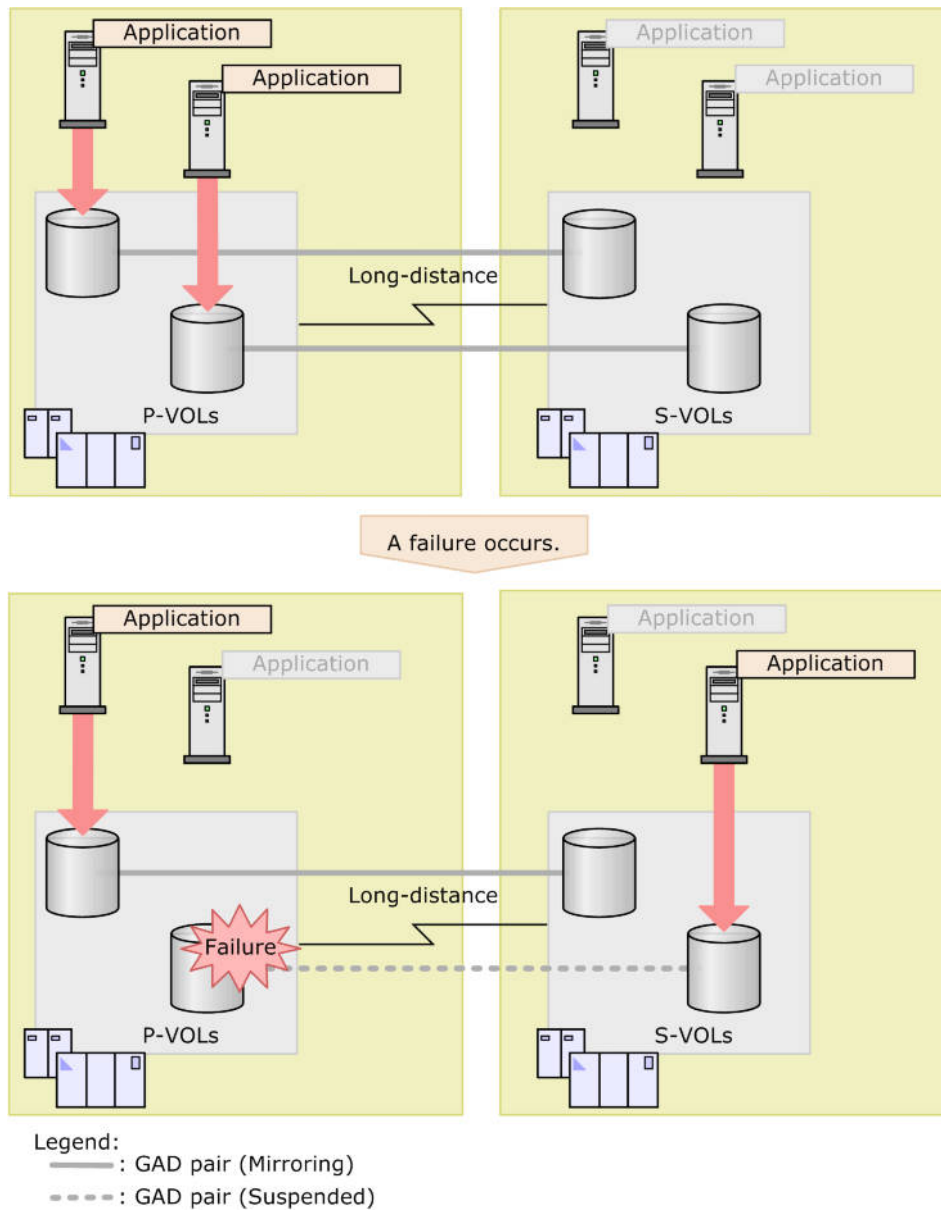 Application
Application
Application
Application
Long-distance
P-VOLs
S-VOLs
A failure occurs.
Application
Application
Application
Application
Long-distance
Failure
P-VOLs
S-VOLs
Legend:
: GAD pair (Mirroring)
: GAD pair (Suspended)